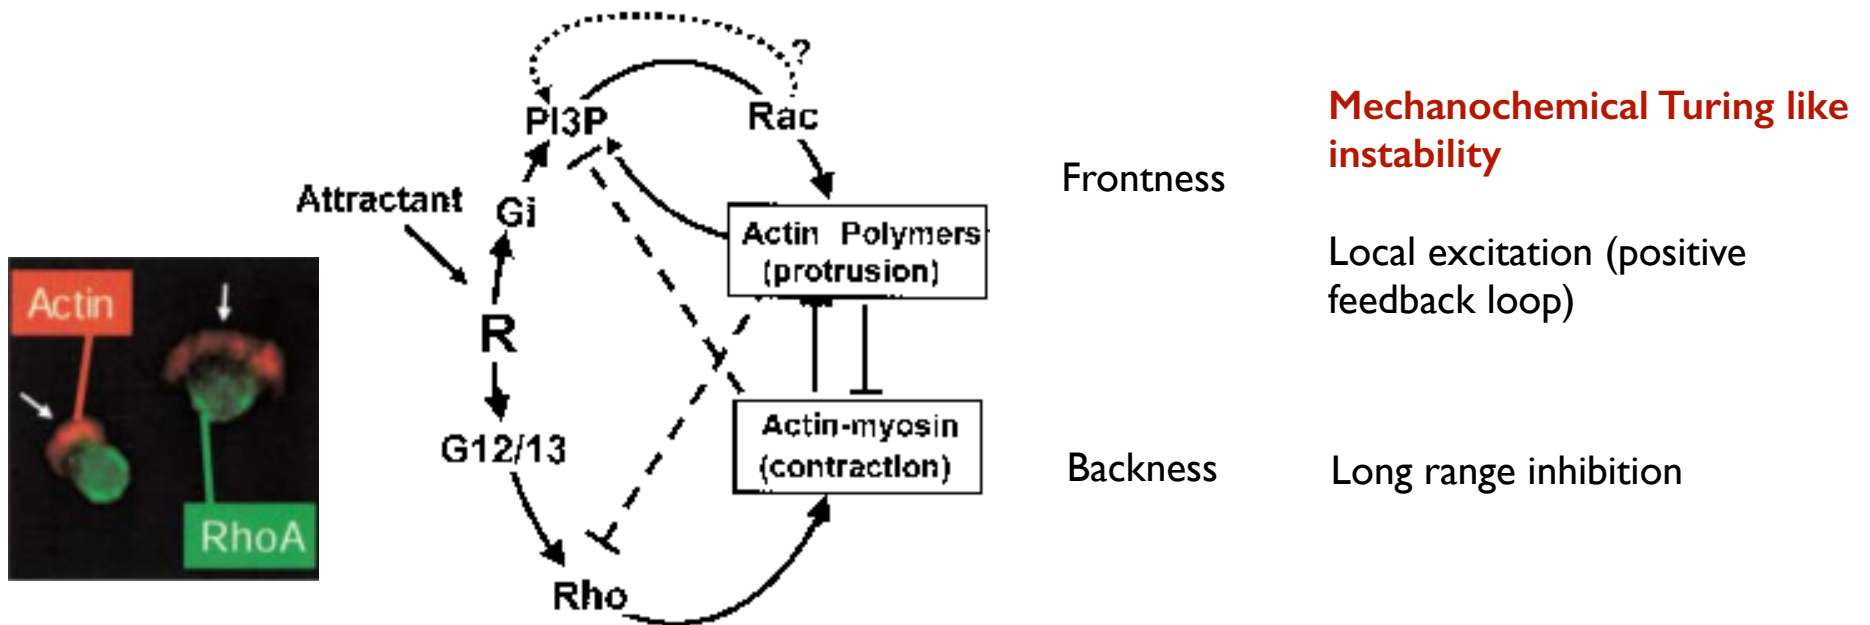 ?
PI3P
Rac
Attractant
Gi
Actin Polymers
(protrusion)
R
Actin-myosin
(contraction)
G12/13
Rho
Actin
RhoA
Frontness
Backness
Mechanochemical Turing like
instability
Local excitation (positive
feedback loop)
Long range inhibition